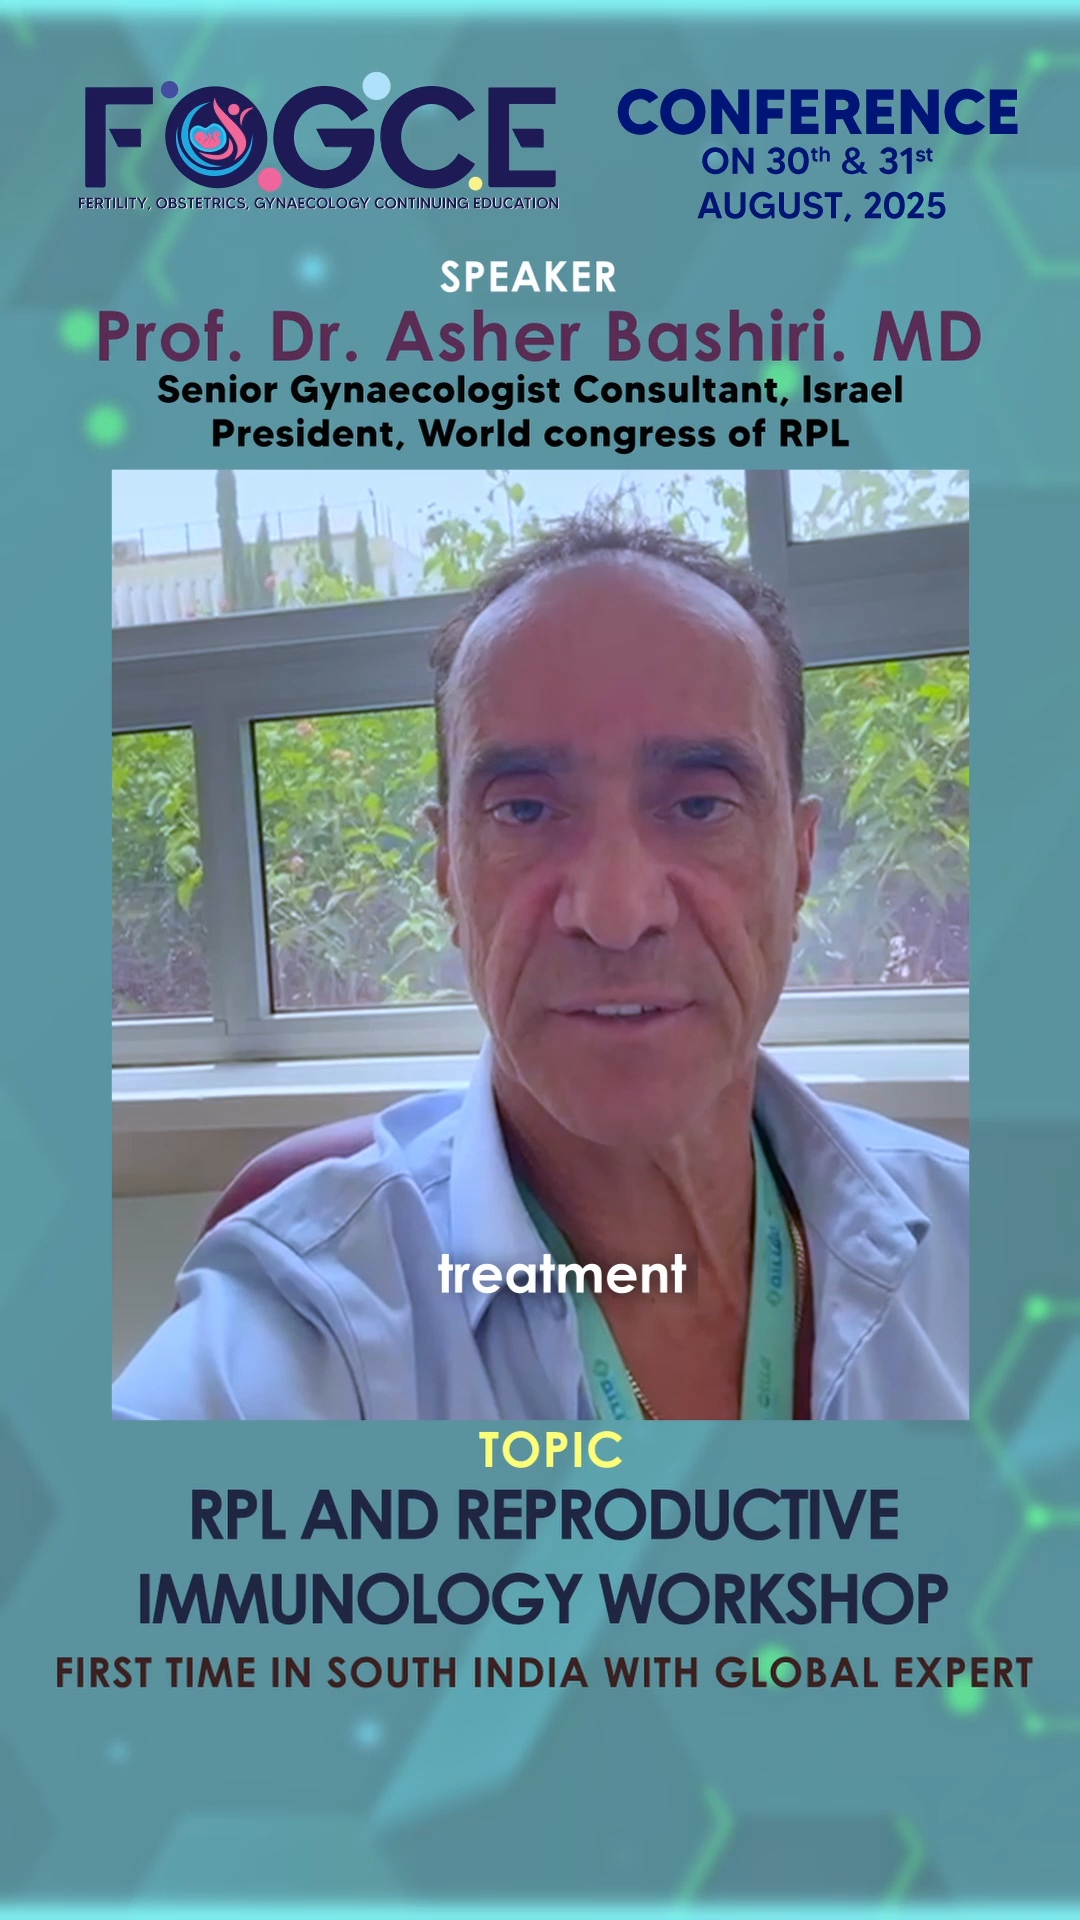 FOGCE
FERTILITY, OBSTETRICS, GYNAECOLOGY CONTINUING EDUCATION
CONFERENCE
ON 30th & 31st
AUGUST, 2025
SPEAKER
Prof. Dr. Asher Bashiri. MD
Senior Gynaecologist Consultant, Israel
President, World congress of RPL
treatment
TOPIC
RPL AND REPRODUCTIVE
IMMUNOLOGY WORKSHOP
FIRST TIME IN SOUTH INDIA WITH GLOBAL EXPERT